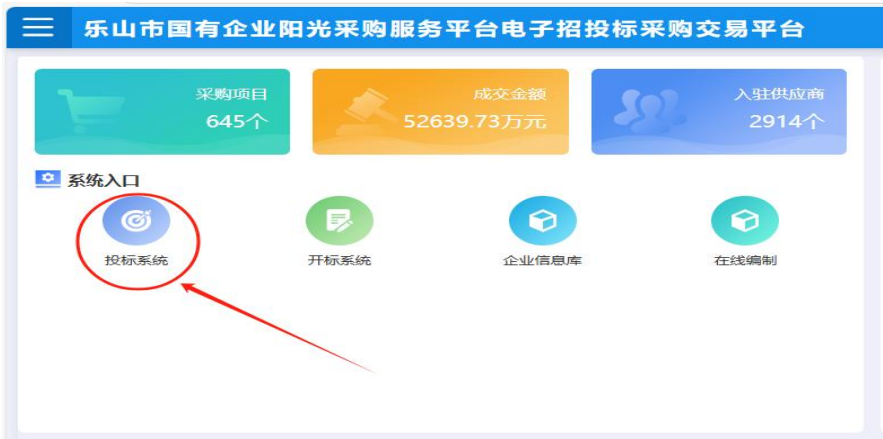 乐山市国有企业阳光采购服务平台电子招投标采购交易平台
采购项目
645个
成交金额
52639.73万元
入驻供应商
2914个
系统入口
投标系统
开标系统
企业信息库
在线编制